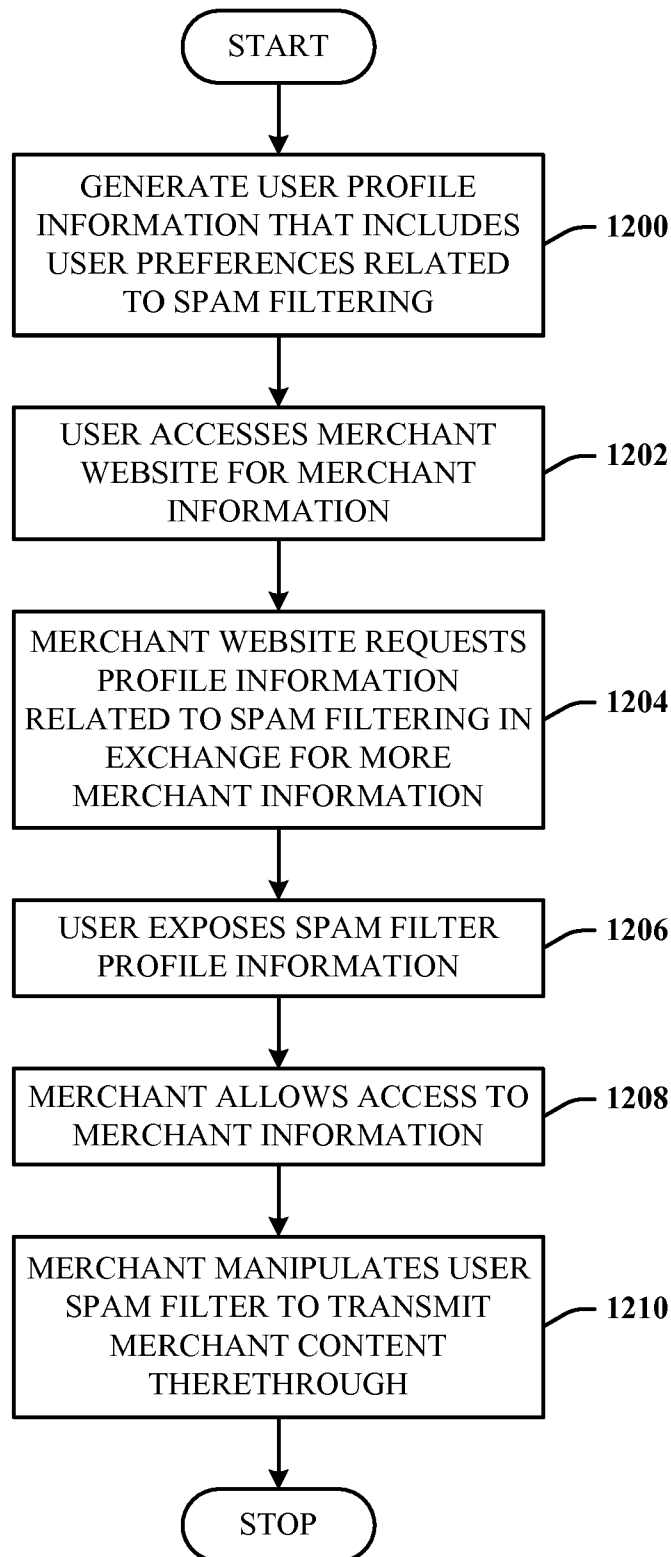 START
GENERATE USER PROFILE
INFORMATION THAT INCLUDES
USER PREFERENCES RELATED
TO SPAM FILTERING
1200
USER ACCESSES MERCHANT
WEBSITE FOR MERCHANT
INFORMATION
1202
MERCHANT WEBSITE REQUESTS
PROFILE INFORMATION
RELATED TO SPAM FILTERING IN
EXCHANGE FOR MORE
MERCHANT INFORMATION
1204
USER EXPOSES SPAM FILTER
PROFILE INFORMATION
1206
MERCHANT ALLOWS ACCESS TO
MERCHANT INFORMATION
1208
MERCHANT MANIPULATES USER
SPAM FILTER TO TRANSMIT
MERCHANT CONTENT
THERETHROUGH
1210
STOP